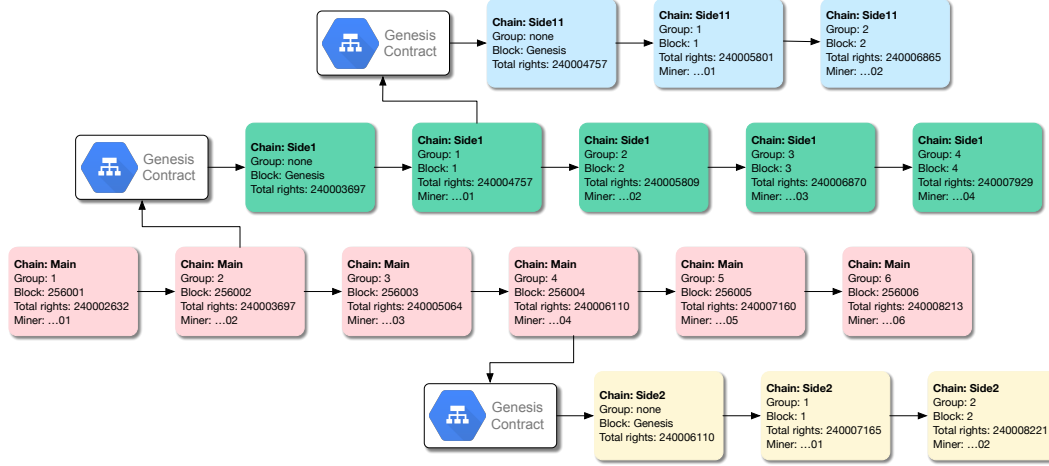 Genesis
Contract
Chain: Side11
Group: none
Block: Genesis
Total rights: 240004757
Chain: Side11
Group: 1
Block: 1
Total rights: 240005801
Miner: …01
Chain: Side11
Group: 2
Block: 2
Total rights: 240006865
Miner: …02
Genesis
Contract
Chain: Side1
Group: none
Block: Genesis
Total rights: 240003697
Chain: Side1
Group: 1
Block: 1
Total rights: 240004757
Miner: …01
Chain: Side1
Group: 2
Block: 2
Total rights: 240005809
Miner: …02
Chain: Side1
Group: 3
Block: 3
Total rights: 240006870
Miner: …03
Chain: Side1
Group: 4
Block: 4
Total rights: 240007929
Miner: …04
Chain: Main
Group: 1
Block: 256001
Total rights: 240002632
Miner: …01
Chain: Main
Group: 2
Block: 256002
Total rights: 240003697
Miner: …02
Chain: Main
Group: 3
Block: 256003
Total rights: 240005064
Miner: …03
Chain: Main
Group: 4
Block: 256004
Total rights: 240006110
Miner: …04
Chain: Main
Group: 5
Block: 256005
Total rights: 240007160
Miner: …05
Chain: Main
Group: 6
Block: 256006
Total rights: 240008213
Miner: …06
Genesis
Contract
Chain: Side2
Group: none
Block: Genesis
Total rights: 240006110
Chain: Side2
Group: 1
Block: 1
Total rights: 240007165
Miner: …01
Chain: Side2
Group: 2
Block: 2
Total rights: 240008221
Miner: …02